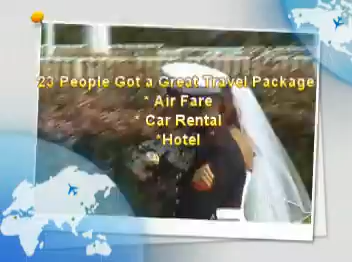 23 People Got a Great Travel Package
* Air Fare
* Car Rental
*Hotel